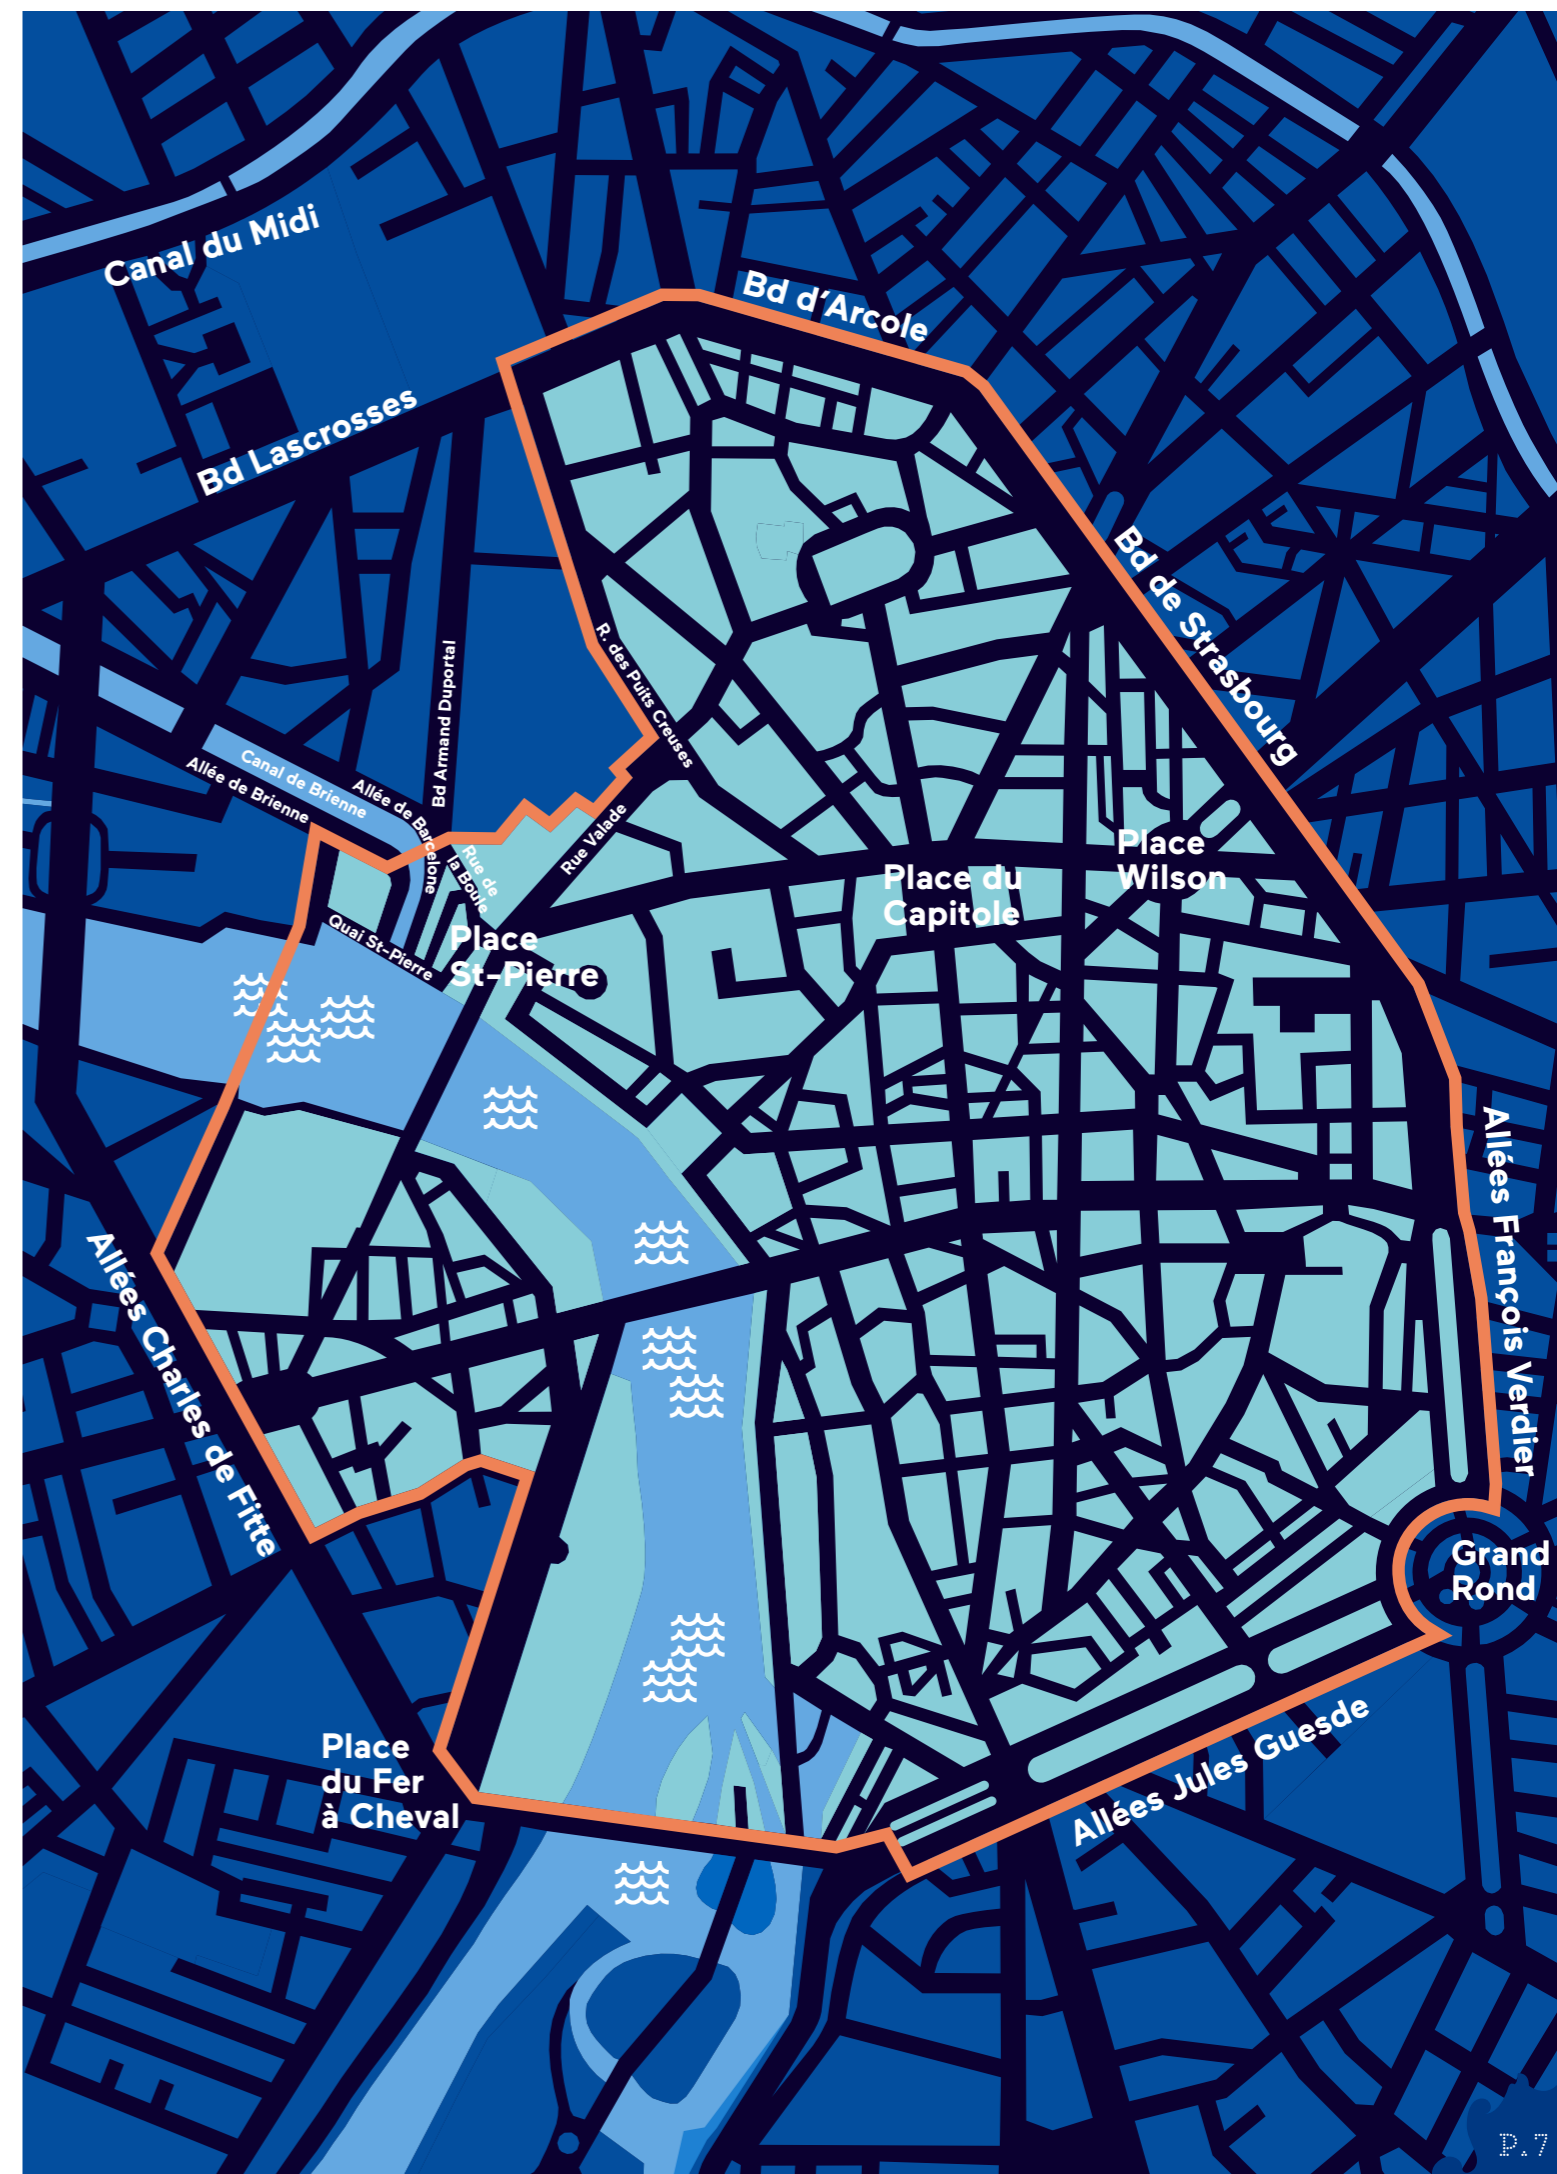 Canal du Midi
Bd d'Arcole
Bd Lascrosses
Bd de Strasbourg
R. des Puits Creuses
Bd Armand Duportal
Canal de Brienne
Allée de Brienne
Allée de Barcelone
Rue Valade
Rue de
la Boule
Place
Wilson
Place du
Capitole
Quai St-Pierre
Place
St-Pierre
Allées François Verdier
Allées Charles de Fitte
Grand
Rond
Allées Jules Guesde
Place
du Fer
à Cheval
P.7